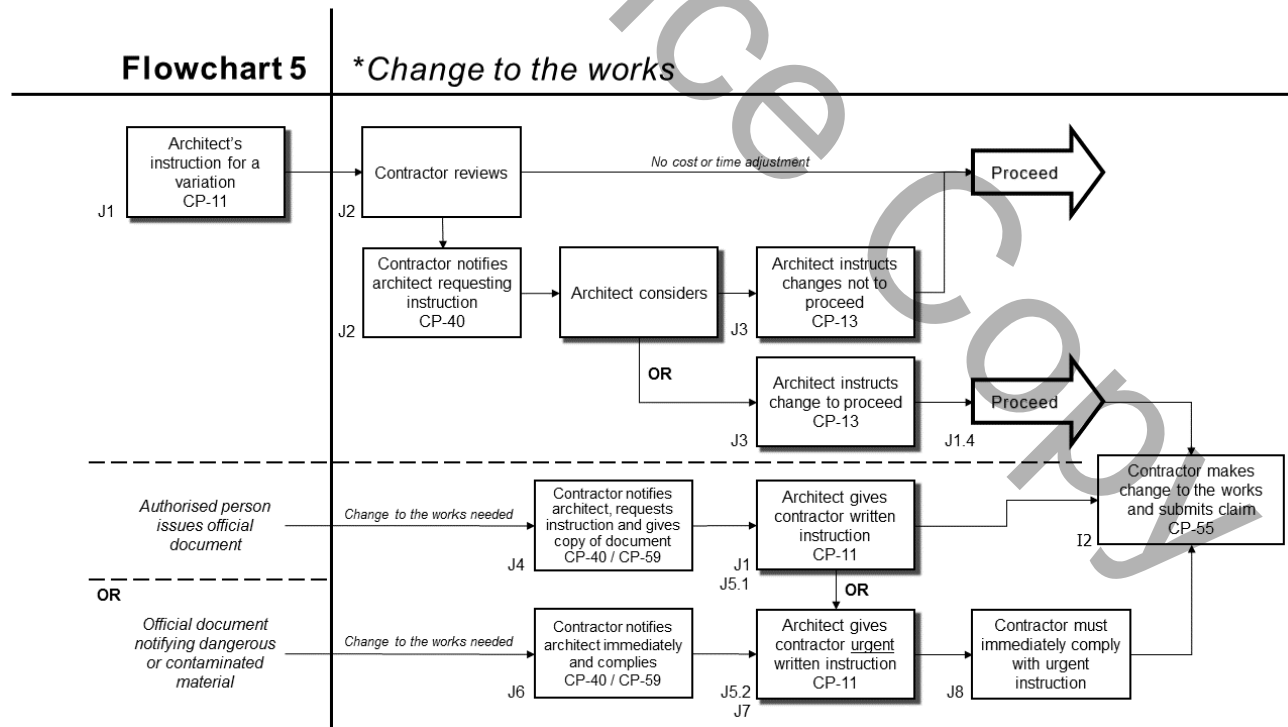 Flowchart 5
*Change to the works
Architect's
instruction for a
variation
CP-11
J1
Contractor reviews
J2
No cost or time adjustment
Proceed
Contractor notifies
architect requesting
instruction
CP-40
J2
Architect considers
Architect instructs
changes not to
proceed
CP-13
J3
OR
Architect instructs
change to proceed
CP-13
J3
Proceed
J1.4
Authorised person
issues official
document
Change to the works needed
Contractor notifies
architect, requests
instruction and gives
copy of document
CP-40 / CP-59
J4
Architect gives
contractor written
instruction
CP-11
J1
J5.1
Contractor makes
change to the works
and submits claim
CP-55
I2
OR
OR
Official document
notifying dangerous
or contaminated
material
Change to the works needed
Contractor notifies
architect immediately
and complies
CP-40 / CP-59
J6
Architect gives
contractor urgent
written instruction
CP-11
J5.2
J7
Contractor must
immediately comply
with urgent
instruction
J8
ce Copy